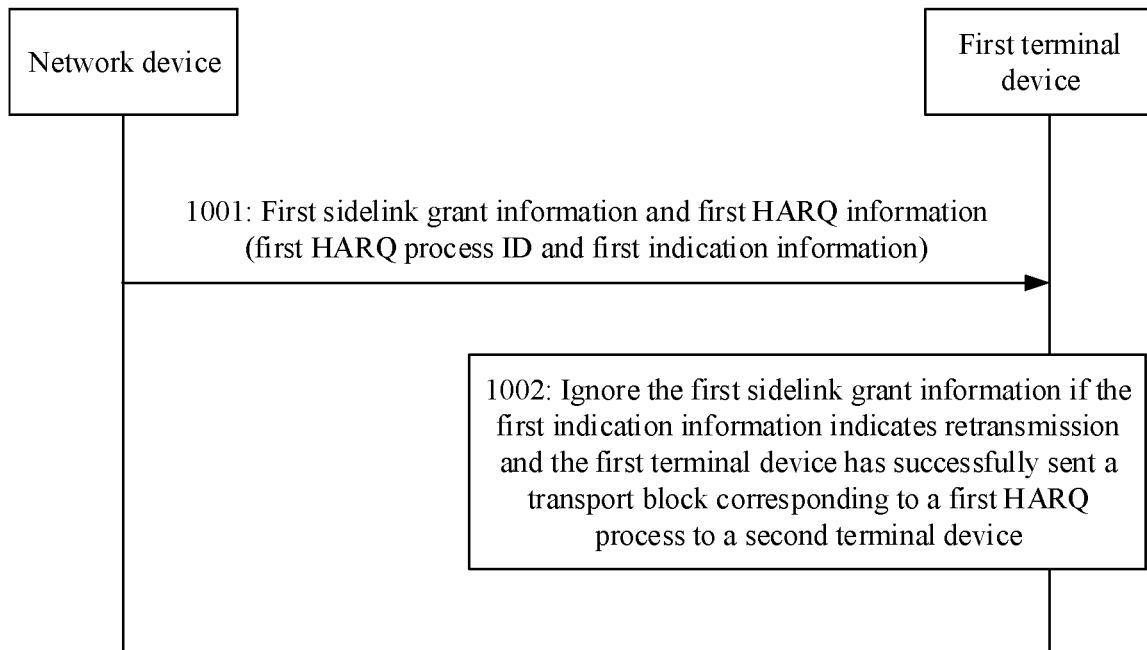 Network device
First terminal
device
1001: First sidelink grant information and first HARQ information
(first HARQ process ID and first indication information)
1002: Ignore the first sidelink grant information if the
first indication information indicates retransmission
and the first terminal device has successfully sent a
transport block corresponding to a first HARQ
process to a second terminal device